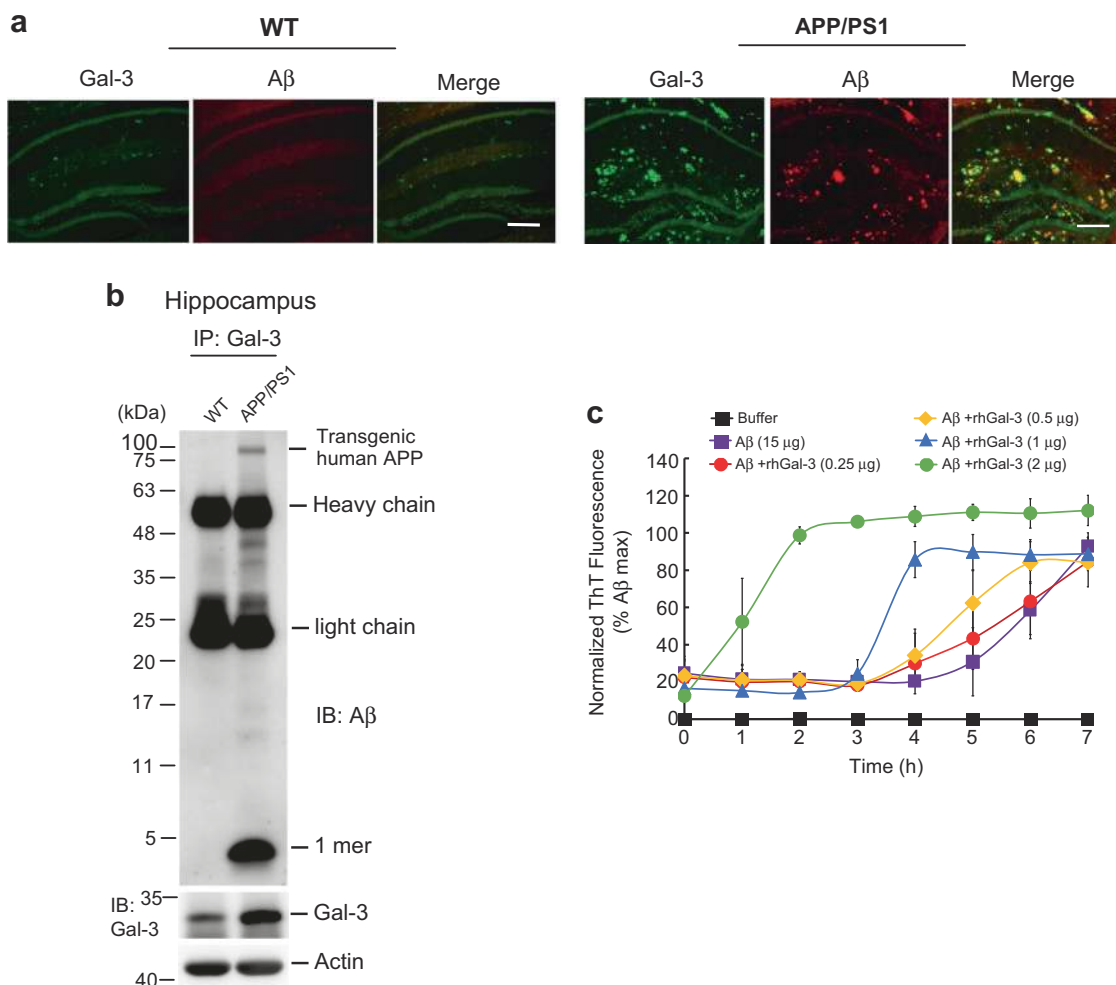 a
WT
APP/PS1
Gal-3 Aβ Merge
Gal-3 Aβ Merge
b
Hippocampus
IP: Gal-3
(kDa)
WT APP/PS1
100
75
Transgenic
human APP
63
Heavy chain
48
35
25
light chain
20
17
IB: Aβ
11
5
1 mer
35
IB:
Gal-3
Gal-3
Actin
40
c
Buffer
Aβ (15 µg)
Aβ +rhGal-3 (0.25 µg)
Aβ +rhGal-3 (0.5 µg)
Aβ +rhGal-3 (1 µg)
Aβ +rhGal-3 (2 µg)
Normalized ThT Fluorescence
(% Aβ max)
140
120
100
80
60
40
20
0
0 1 2 3 4 5 6 7
Time (h)